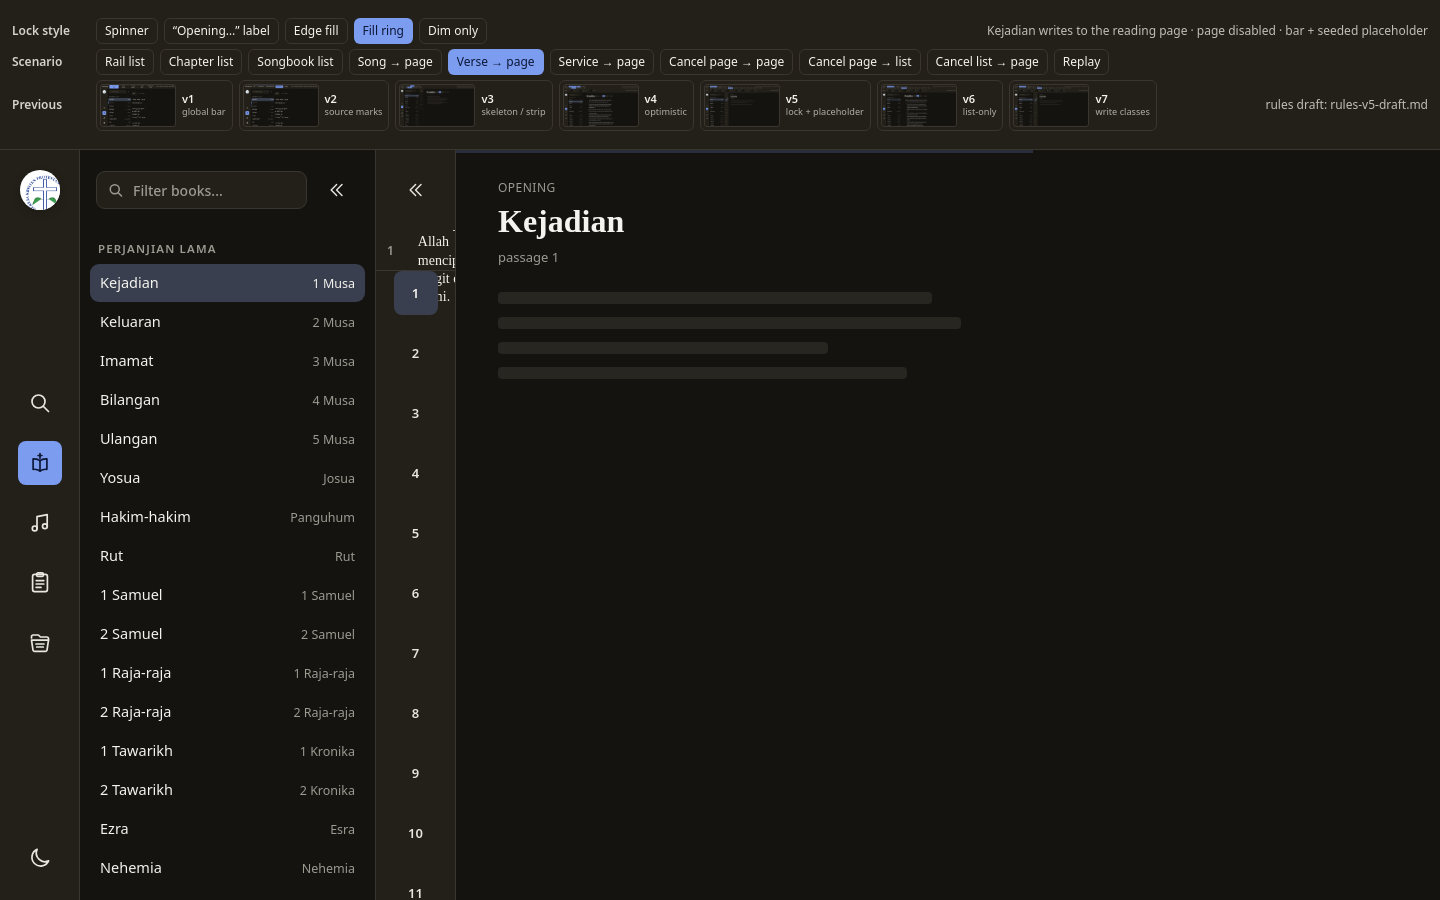 Lock style Spinner “Opening…” label Edge fill Fill ring Dim only Kejadian writes to the reading page · page disabled · bar + seeded placeholder
Scenario Rail list Chapter list Songbook list Song → page Verse → page Service → page Cancel page → page Cancel page → list Cancel list → page Replay
Previous
v1
global bar
v2
source marks
v3
skeleton / strip
v4
optimistic
v5
lock + placeholder
v6
list-only
v7
write classes
rules draft: rules-v5-draft.md
Filter books...
PERJANJIAN LAMA
Kejadian 1 Musa
Keluaran 2 Musa
Imamat 3 Musa
Bilangan 4 Musa
Ulangan 5 Musa
Yosua Josua
Hakim-hakim Panguhum
Rut Rut
1 Samuel 1 Samuel
2 Samuel 2 Samuel
1 Raja-raja 1 Raja-raja
2 Raja-raja 2 Raja-raja
1 Tawarikh 1 Kronika
2 Tawarikh 2 Kronika
Ezra Esra
Nehemia Nehemia
1 Allah
1
2
3
4
5
6
7
8
9
10
11
OPENING
Kejadian
passage 1